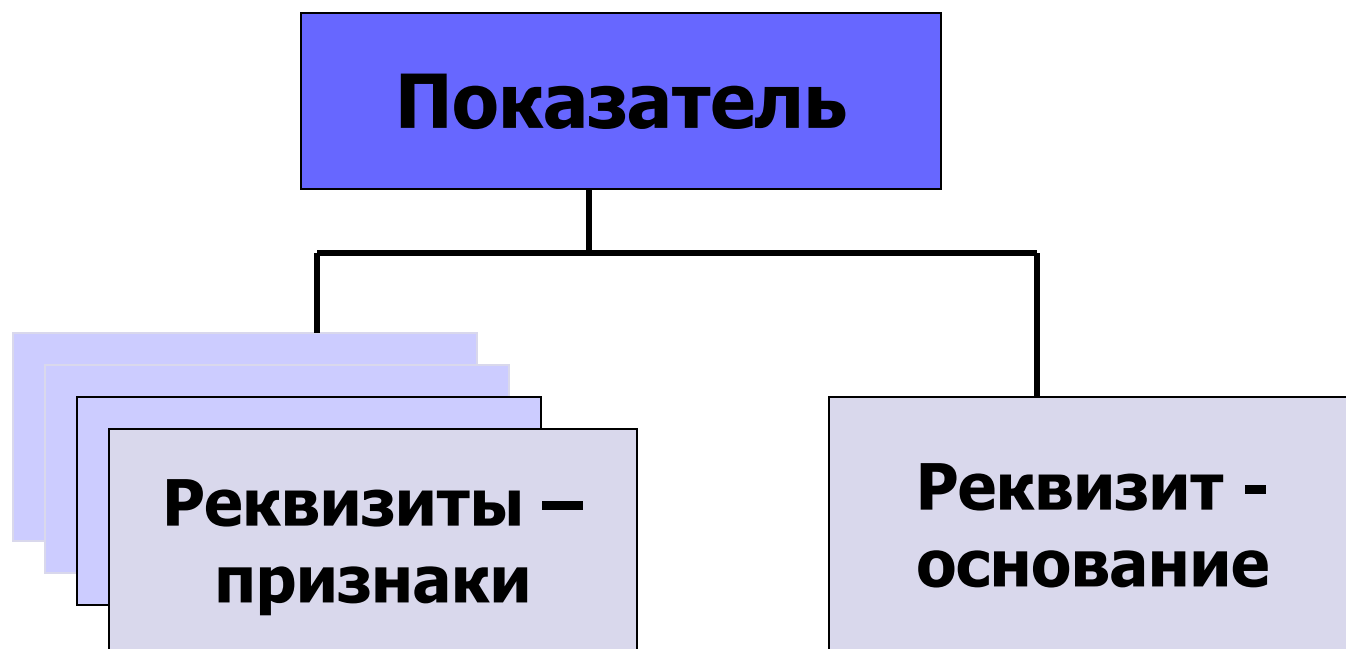 Показатель
Реквизиты –
признаки
Реквизит -
основание